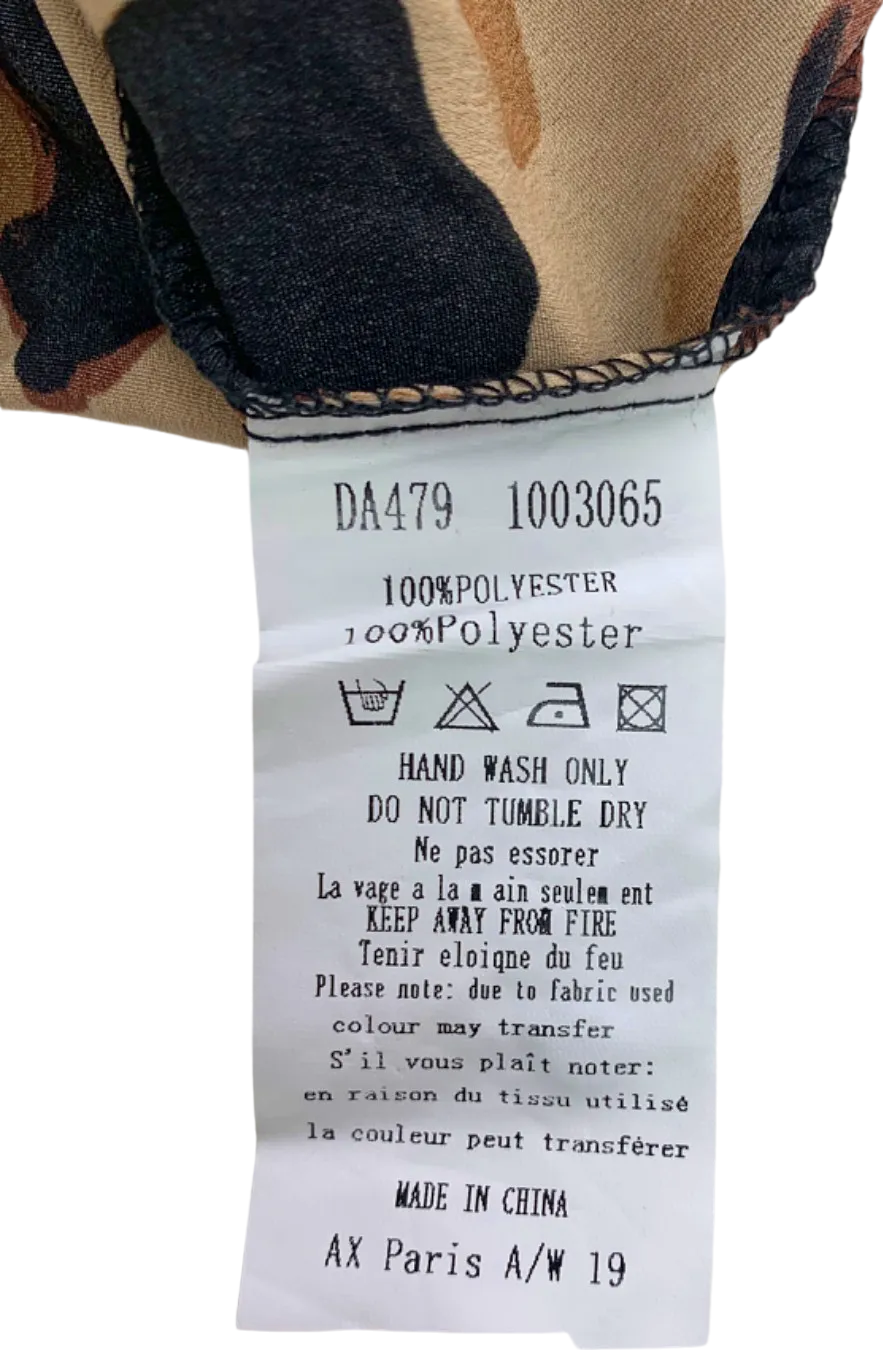 DA479 1003065
100%POLYESTER
100%Polyester
HAND WASH ONLY
DO NOT TUMBLE DRY
Ne pas essorer
La vage a la m ain seulem ent
KEEP AWAY FROM FIRE
Tenir eloiqne du feu
Please note: due to fabric used
colour may transfer
S'il vous plaît noter:
en raison du tissu utilisé
la couleur peut transférer
MADE IN CHINA
AX Paris A/W 19